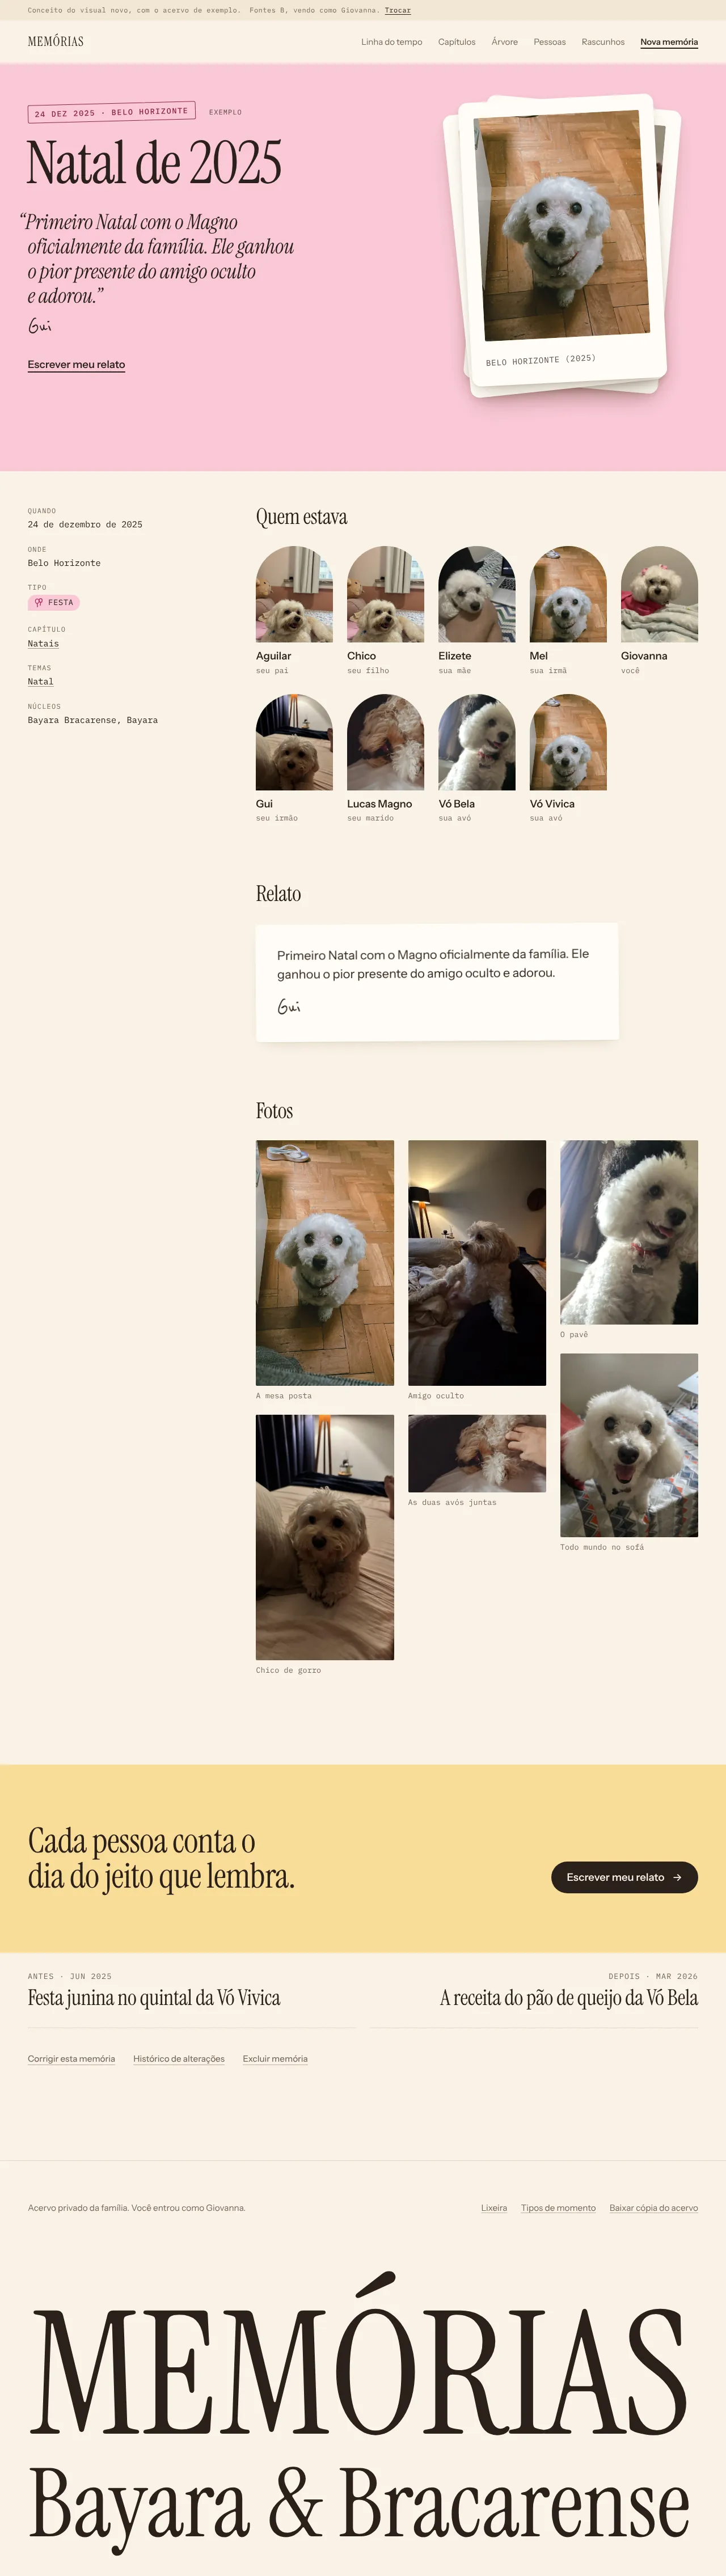 Conceito do visual novo, com o acervo de exemplo. Fontes B, vendo como Giovanna. Trocar
MEMÓRIAS
Linha do tempo Capítulos Árvore Pessoas Rascunhos Nova memória
24 DEZ 2025 · BELO HORIZONTE EXEMPLO
Natal de 2025
“Primeiro Natal com o Magno
oficialmente da família. Ele ganhou
o pior presente do amigo oculto
e adorou.”
Gui
Escrever meu relato
BELO HORIZONTE (2025)
QUANDO
24 de dezembro de 2025
ONDE
Belo Horizonte
TIPO
FESTA
CAPÍTULO
Natais
TEMAS
Natal
NÚCLEOS
Bayara Bracarense, Bayara
Quem estava
Aguilar Chico Elizete Mel Giovanna
seu pai seu filho sua mãe sua irmã você
Gui Lucas Magno Vó Bela Vó Vivica
seu irmão seu marido sua avó sua avó
Relato
Primeiro Natal com o Magno oficialmente da família. Ele
ganhou o pior presente do amigo oculto e adorou.
Gui
Fotos
A mesa posta
Amigo oculto
O pavê
Chico de gorro
As duas avós juntas
Todo mundo no sofá
Cada pessoa conta o
dia do jeito que lembra.
Escrever meu relato →
ANTES · JUN 2025
Festa junina no quintal da Vó Vivica
DEPOIS · MAR 2026
A receita do pão de queijo da Vó Bela
Corrigir esta memória Histórico de alterações Excluir memória
Acervo privado da família. Você entrou como Giovanna.
Lixeira Tipos de momento Baixar cópia do acervo
MEMÓRIAS
Bayara & Bracarense